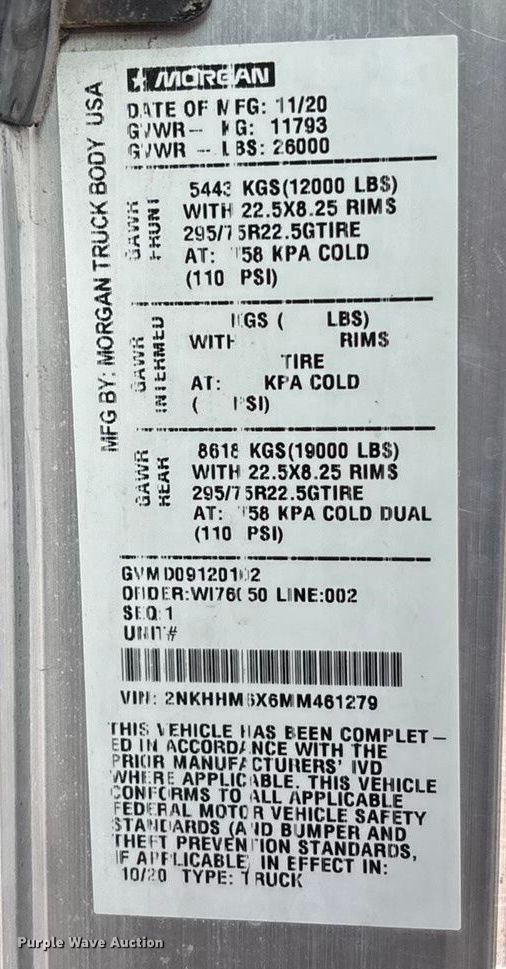 MORGAN
DATE OF MFG: 11/20
GVWR - KG: 11793
GVWR - LBS: 26000
MFG BY: MORGAN TRUCK BODY USA
GAWR FRONT
5443 KGS(12000 LBS)
WITH 22.5X8.25 RIMS
295/75R22.5GTIRE
AT: 758 KPA COLD
(110 PSI)
GAWR INTERMED
KGS ( LBS)
WITH RIMS
TIRE
AT: KPA COLD
( PSI)
GAWR REAR
8618 KGS(19000 LBS)
WITH 22.5X8.25 RIMS
295/75R22.5GTIRE
AT: 758 KPA COLD DUAL
(110 PSI)
ORDER: LINE:002
SEQ:1
UNIT#
VIN: 2NKHHM6X6MM461279
THIS VEHICLE HAS BEEN COMPLET-
ED IN ACCORDANCE WITH THE
PRIOR MANUFACTURERS' IVD
WHERE APPLICABLE. THIS VEHICLE
CONFORMS TO ALL APPLICABLE
FEDERAL MOTOR VEHICLE SAFETY
STANDARDS (AND BUMPER AND
THEFT PREVENTION STANDARDS,
IF APPLICABLE) IN EFFECT IN:
10/20 TYPE: TRUCK
Purple Wave Auction